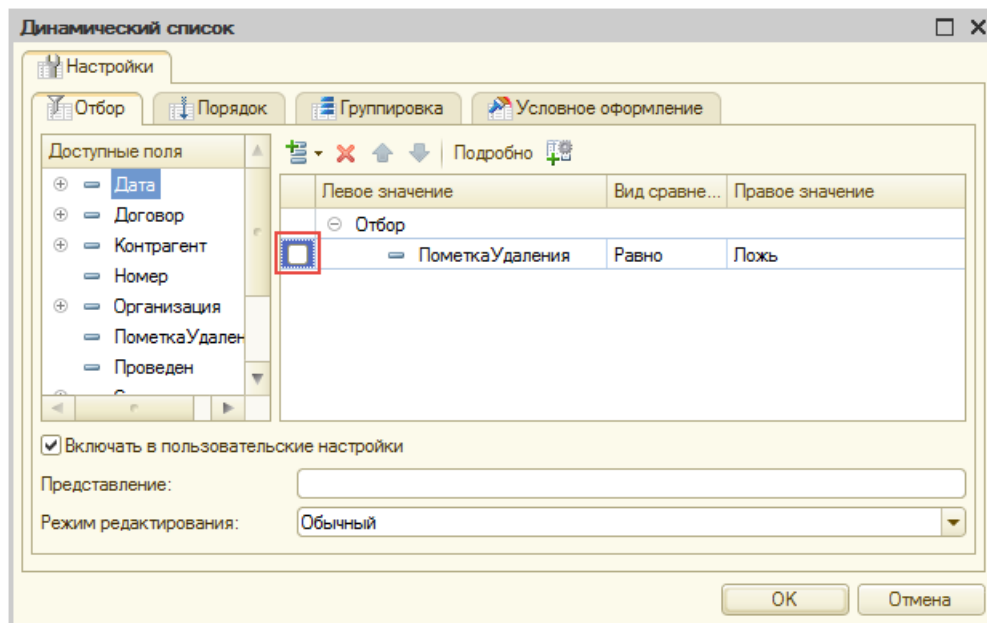 Динамический список
Настройки
Отбор Порядок Группировка Условное оформление
Доступные поля
Дата
Договор
Контрагент
Номер
Организация
ПометкаУдален
Проведен
Подробно
Левое значение Вид сравне... Правое значение
Отбор
ПометкаУдаления Равно Ложь
Включать в пользовательские настройки
Представление:
Режим редактирования: Обычный
OK Отмена